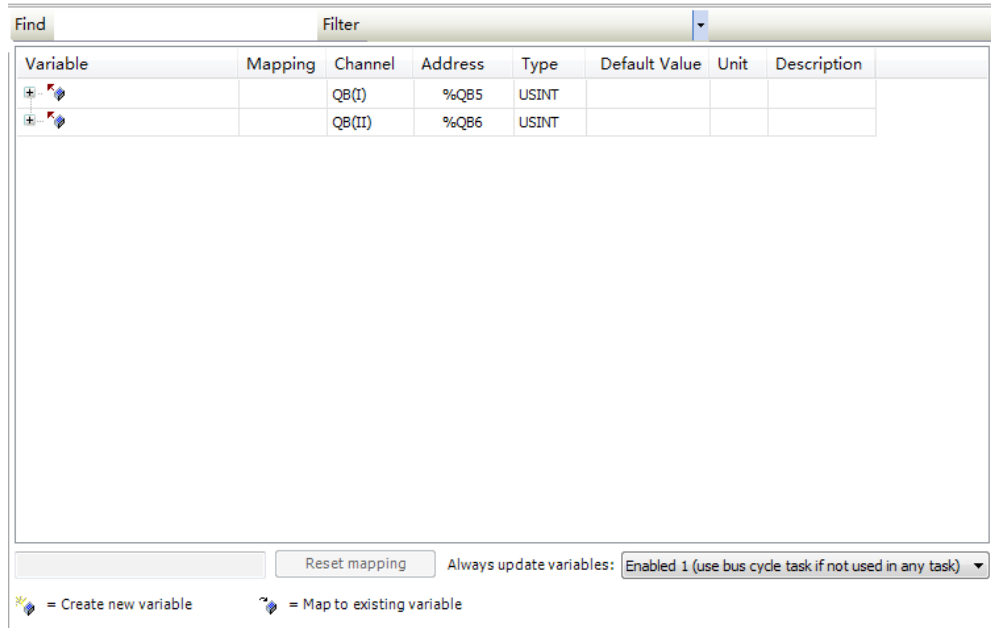 Find Filter
Variable Mapping Channel Address Type Default Value Unit Description
QB(I) %QB5 USINT
QB(II) %QB6 USINT
Reset mapping Always update variables: Enabled 1 (use bus cycle task if not used in any task)
= Create new variable = Map to existing variable